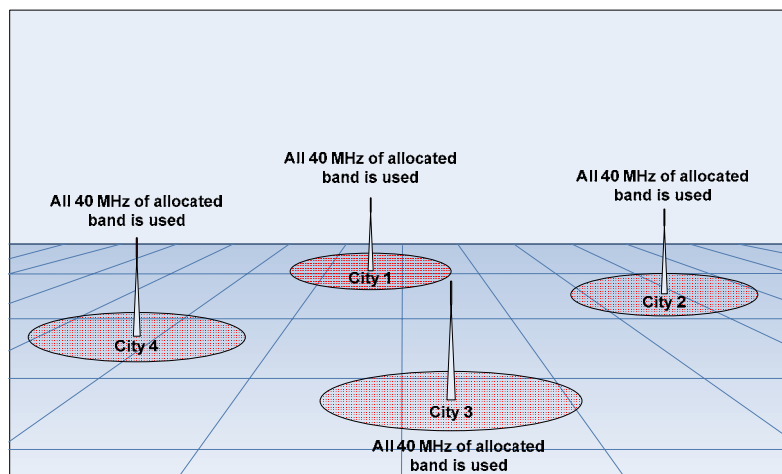 All 40 MHz of allocated
band is used
All 40 MHz of allocated
band is used
All 40 MHz of allocated
band is used
City 1
City 2
City 4
City 3
All 40 MHz of allocated
band is used